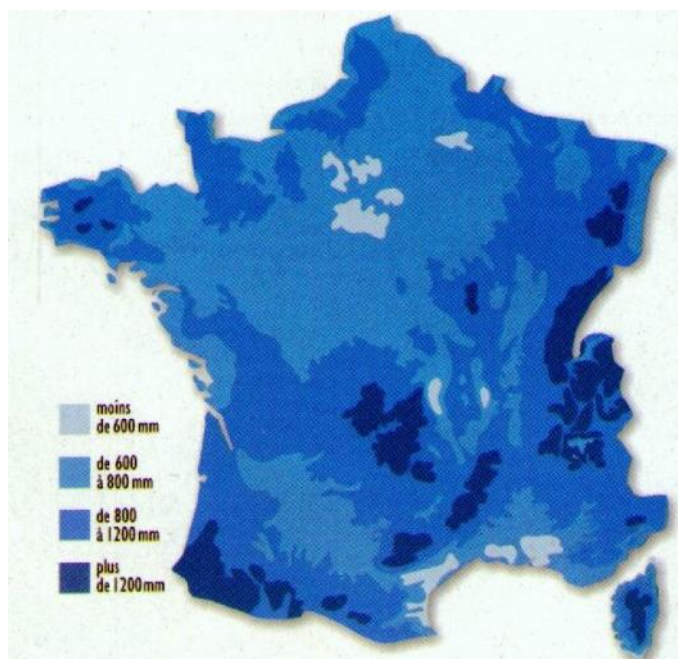 moins
de 600 mm
de 600
à 800 mm
de 800
à 1200 mm
plus
de 1200 mm